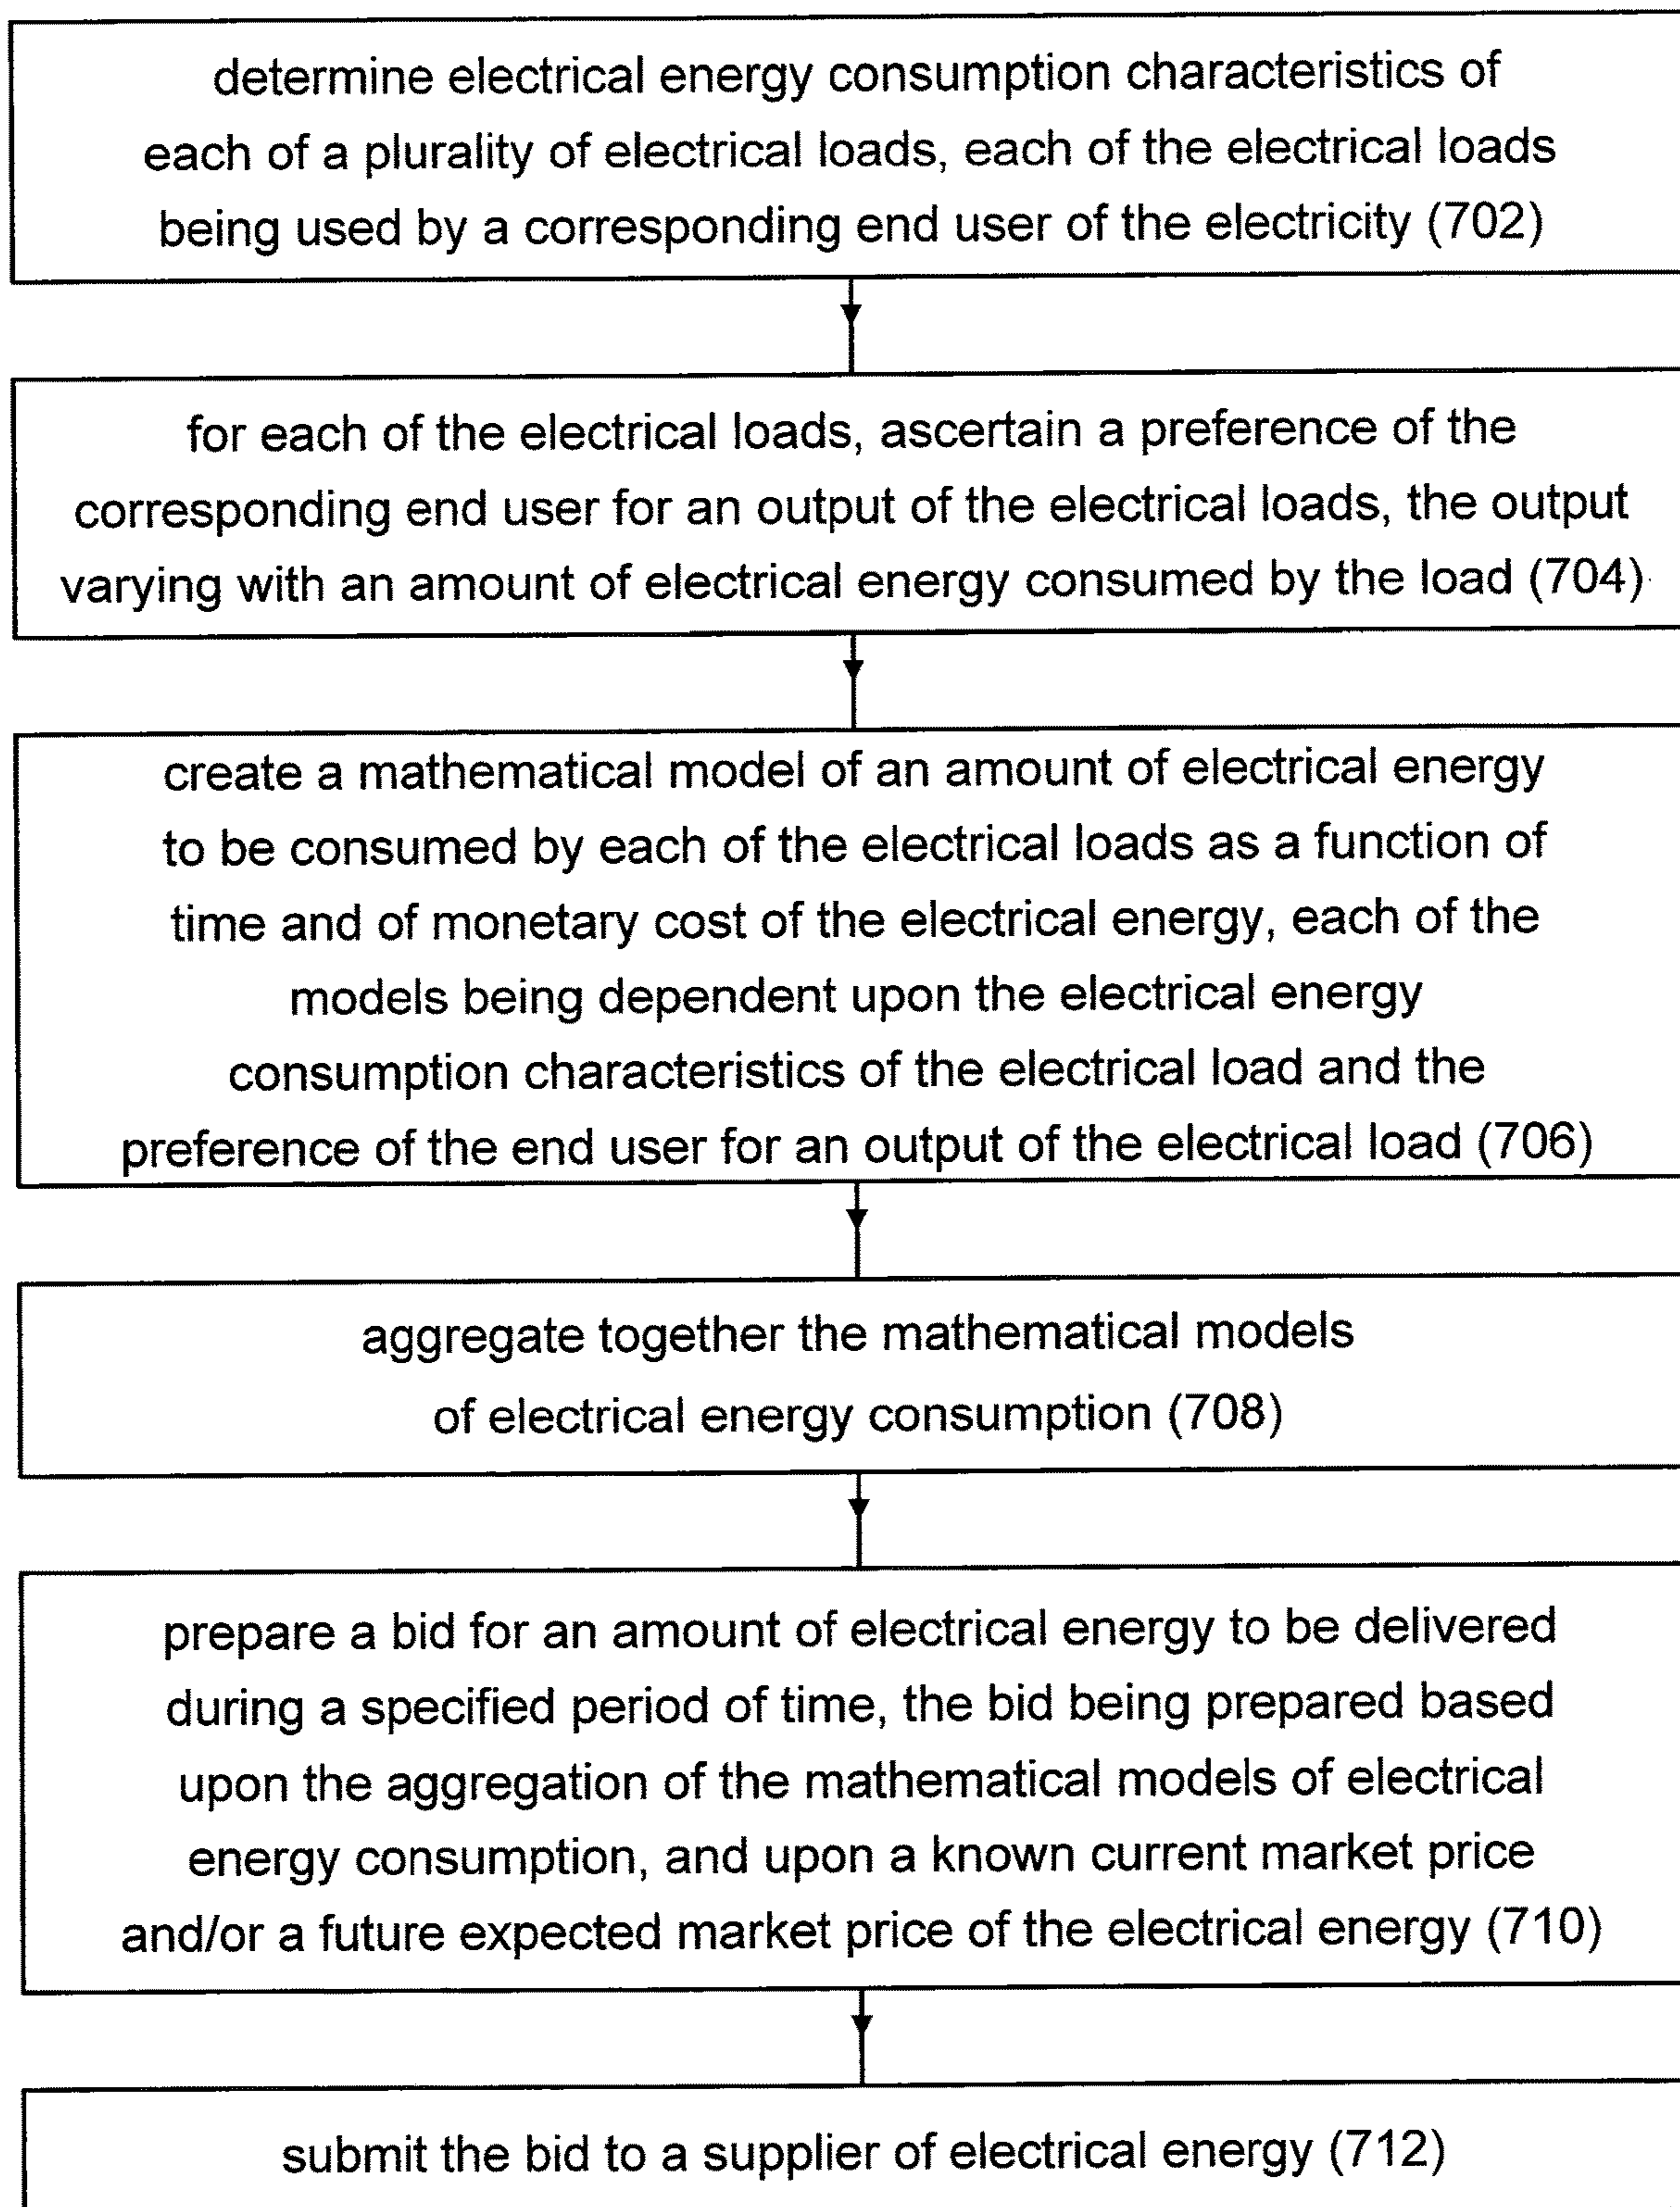 determine electrical energy consumption characteristics of
each of a plurality of electrical loads, each of the electrical loads
being used by a corresponding end user of the electricity (702)
for each of the electrical loads, ascertain a preference of the
corresponding end user for an output of the electrical loads, the output
varying with an amount of electrical energy consumed by the load (704)
create a mathematical model of an amount of electrical energy
to be consumed by each of the electrical loads as a function of
time and of monetary cost of the electrical energy, each of the
models being dependent upon the electrical energy
consumption characteristics of the electrical load and the
preference of the end user for an output of the electrical load (706)
aggregate together the mathematical models
of electrical energy consumption (708)
prepare a bid for an amount of electrical energy to be delivered
during a specified period of time, the bid being prepared based
upon the aggregation of the mathematical models of electrical
energy consumption, and upon a known current market price
and/or a future expected market price of the electrical energy (710)
submit the bid to a supplier of electrical energy (712)